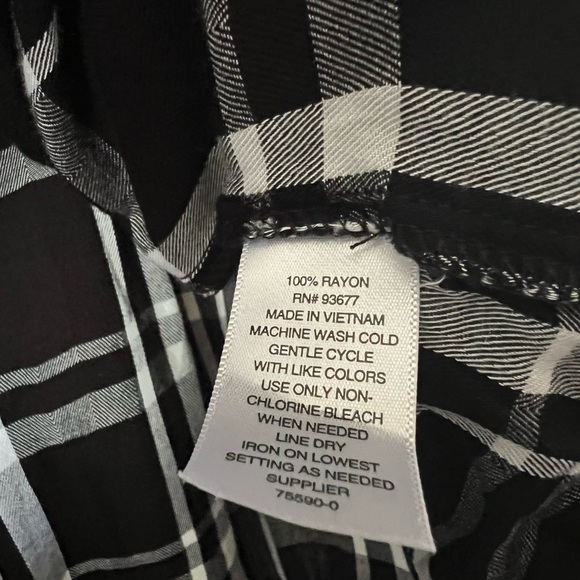 100% RAYON
RN# 93677
MADE IN VIETNAM
MACHINE WASH COLD
GENTLE CYCLE
WITH LIKE COLORS
USE ONLY NON-
CHLORINE BLEACH
WHEN NEEDED
LINE DRY
IRON ON LOWEST
SETTING AS NEEDED
SUPPLIER
75590-0